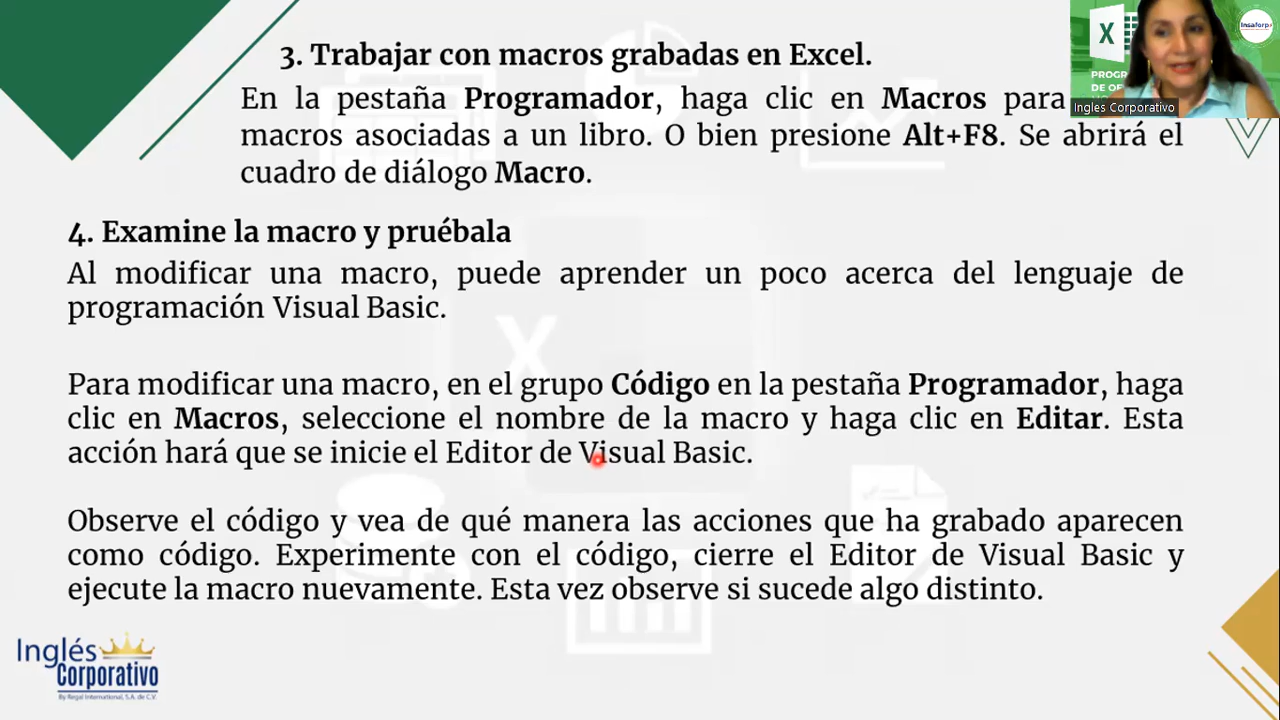 3. Trabajar con macros grabadas en Excel.
En la pestaña Programador, haga clic en Macros para
macros asociadas a un libro. O bien presione Alt+F8. Se abrirá el
cuadro de diálogo Macro.
4. Examine la macro y pruébala
Al modificar una macro, puede aprender un poco acerca del lenguaje de
programación Visual Basic.
Para modificar una macro, en el grupo Código en la pestaña Programador, haga
clic en Macros, seleccione el nombre de la macro y haga clic en Editar. Esta
acción hará que se inicie el Editor de Visual Basic.
Observe el código y vea de qué manera las acciones que ha grabado aparecen
como código. Experimente con el código, cierre el Editor de Visual Basic y
ejecute la macro nuevamente. Esta vez observe si sucede algo distinto.
X
Insaforp
PROGR
DE OF
Ingles Corporativo
X
Inglés
Corporativo
By Regal International, S.A. de C.V.